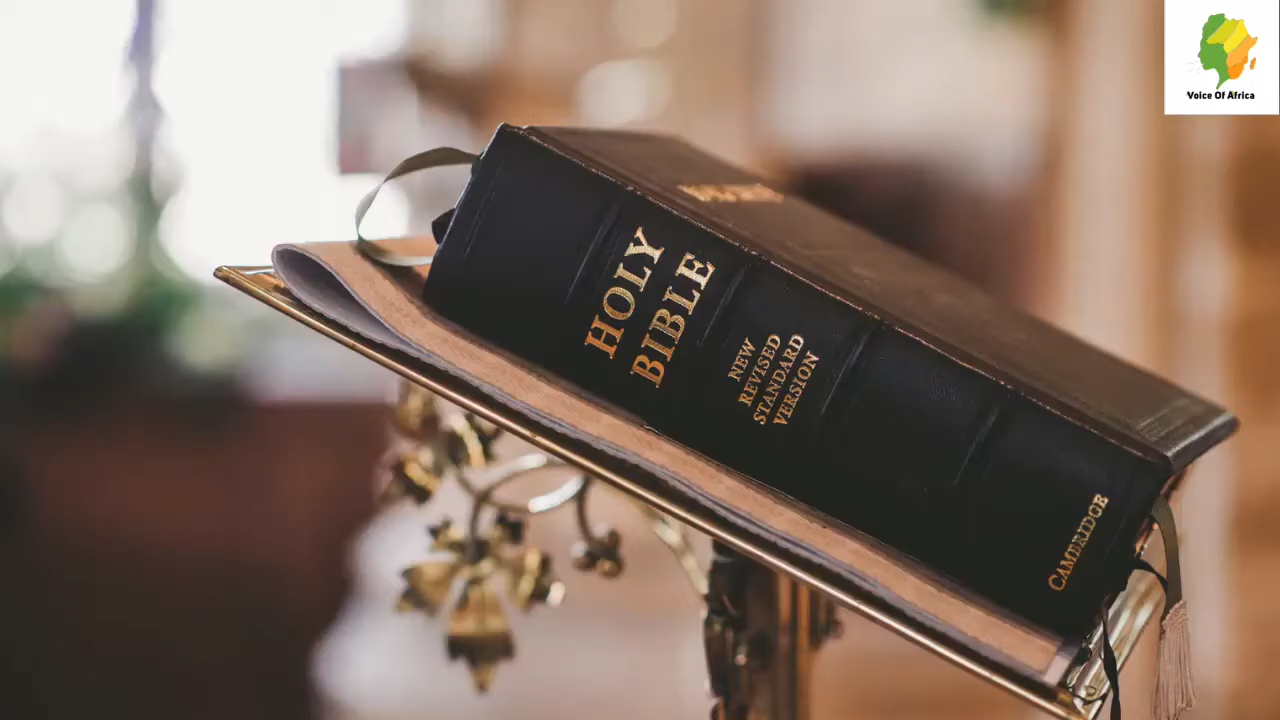 HOLY
BIBLE
NEW
REVISED
STANDARD
VERSION
CAMBRIDGE
Voice Of Africa